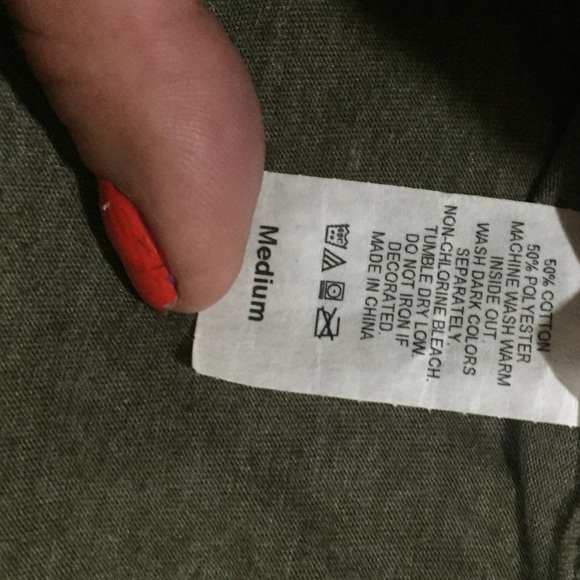 50% COTTON
50% POLYESTER
MACHINE WASH WARM
INSIDE OUT.
WASH DARK COLORS
SEPARATELY.
NON-CHLORINE BLEACH.
TUMBLE DRY LOW.
DO NOT IRON IF
DECORATED.
MADE IN CHINA
Medium